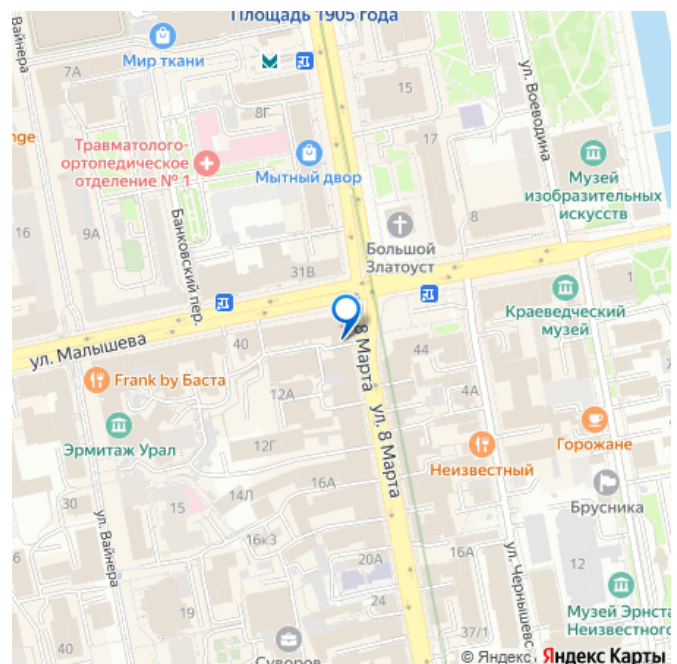 Площадь 1905 года
ул. Вайнера
Мир ткани
7А
15
ул. Воеводина
8Г
nge
17
Травматолого-
ортопедическое
отделение № 1
Мытный двор
Музей
изобразительных
искусств
Банковский пер.
16
9А
8
Большой
Златоуст
31В
1
Краеведческий
музей
ул. Малышева
40
8 Марта
44
4А
Frank by Баста
12А
ул. 8 Марта
Эрмитаж Урал
12Г
Неизвестный
Горожане
16А
14Л
30
15
Брусника
ул. Вайнера
16к3
20А
16А
12
ул. Чернышевс
24
19
Музей Эрнста
Неизвестного
37/1
40
Суворов
© Яндекс, Яндекс Карты